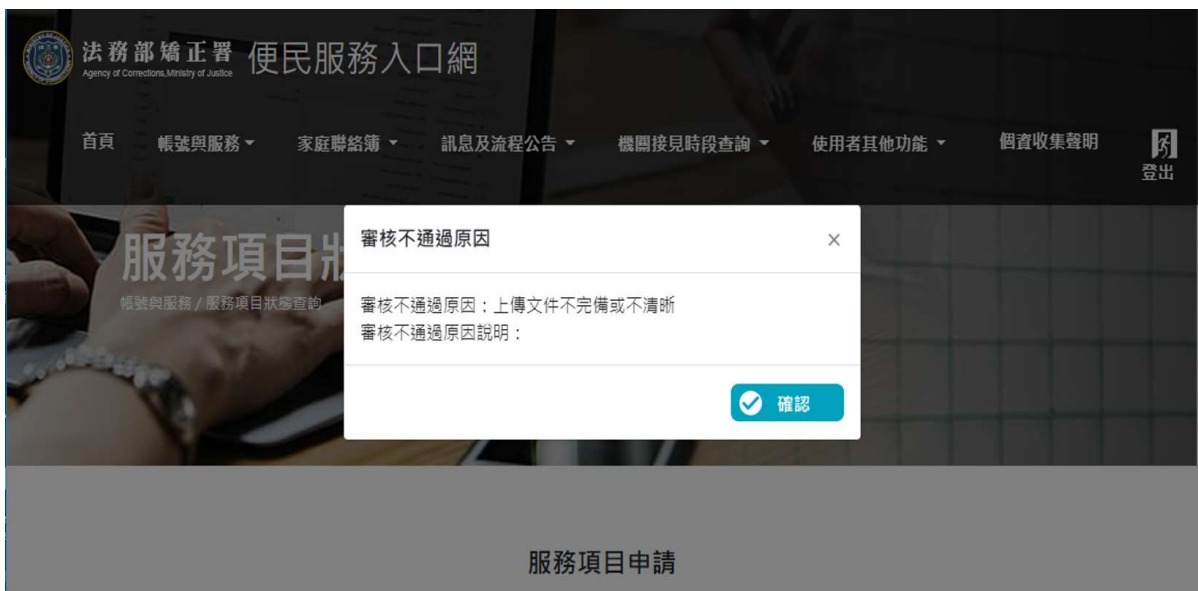 法務部矯正署 便民服務入口網
Agency of Corrections,Ministry of Justice
首頁 帳號與服務 家庭聯絡簿 訊息及流程公告 機關接見時段查詢 使用者其他功能 個資收集聲明
登出
服務項目狀
帳號與服務 / 服務項目狀態查詢
審核不通過原因 ×
審核不通過原因：上傳文件不完備或不清晰
審核不通過原因說明：
確認
服務項目申請